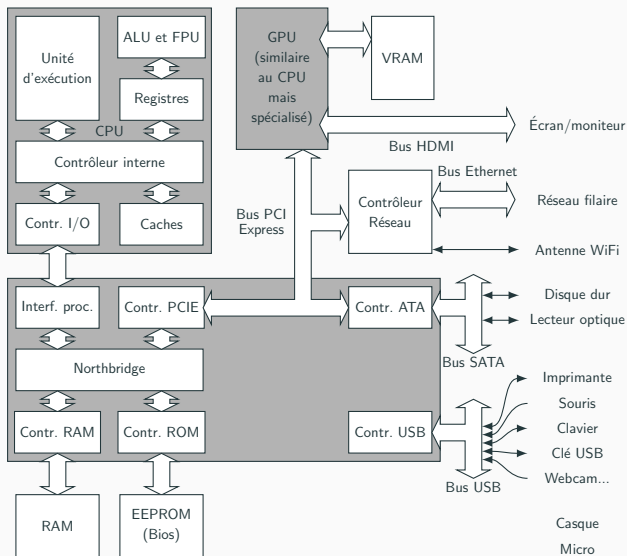 Unité
d'exécution
ALU et FPU
Registres
CPU
Contrôleur interne
Contr. I/O
Caches
GPU
(similaire
au CPU
mais
spécialisé)
VRAM
Bus HDMI
Écran/moniteur
Bus PCI
Express
Contrôleur
Réseau
Bus Ethernet
Réseau filaire
Antenne WiFi
Interf. proc.
Contr. PCIE
Contr. ATA
Disque dur
Lecteur optique
Bus SATA
Northbridge
Contr. RAM
Contr. ROM
Contr. USB
Bus USB
Imprimante
Souris
Clavier
Clé USB
Webcam...
RAM
EEPROM
(Bios)
Casque
Micro